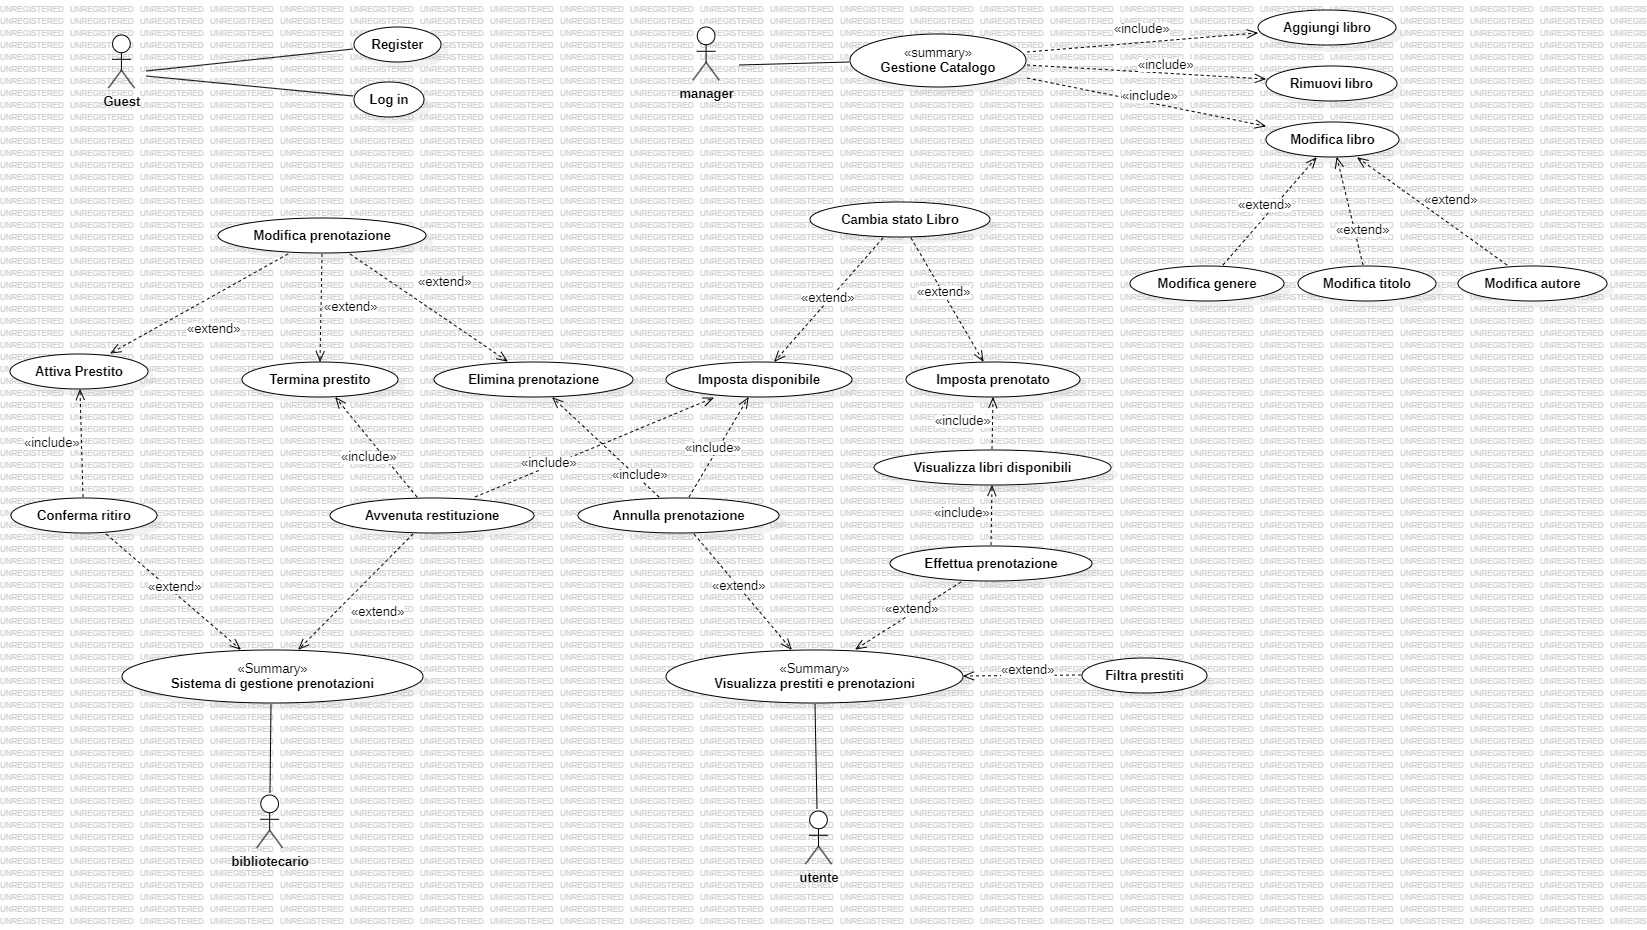 Guest
Register
Log in
manager
«summary»
Gestione Catalogo
«include»
«include»
«include»
Aggiungi libro
Rimuovi libro
Modifica libro
«extend»
«extend»
«extend»
Modifica genere
Modifica titolo
Modifica autore
Modifica prenotazione
«extend»
«extend»
«extend»
Cambia stato Libro
«extend»
«extend»
Attiva Prestito
Termina prestito
Elimina prenotazione
Imposta disponibile
Imposta prenotato
«include»
«include»
«include»
«include»
«include»
«include»
Visualizza libri disponibili
«include»
Conferma ritiro
Avvenuta restituzione
Annulla prenotazione
Effettua prenotazione
«extend»
«extend»
«extend»
«extend»
«Summary»
Sistema di gestione prenotazioni
«Summary»
Visualizza prestiti e prenotazioni
«extend»
Filtra prestiti
bibliotecario
utente
UNREGISTERED